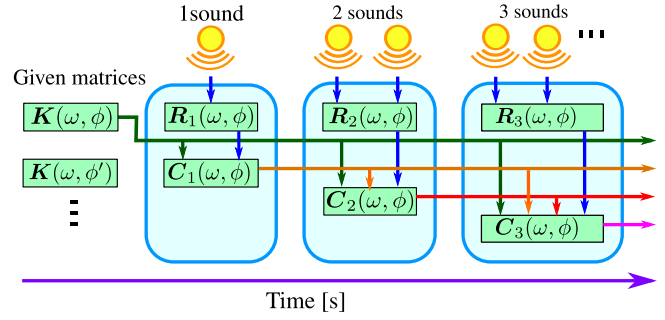 1sound 2 sounds 3 sounds
Given matrices
K(ω, ϕ) R₁(ω, ϕ) R₂(ω, ϕ) R₃(ω, ϕ)
K(ω, ϕ′) C₁(ω, ϕ)
C₂(ω, ϕ)
C₃(ω, ϕ)
Time [s]